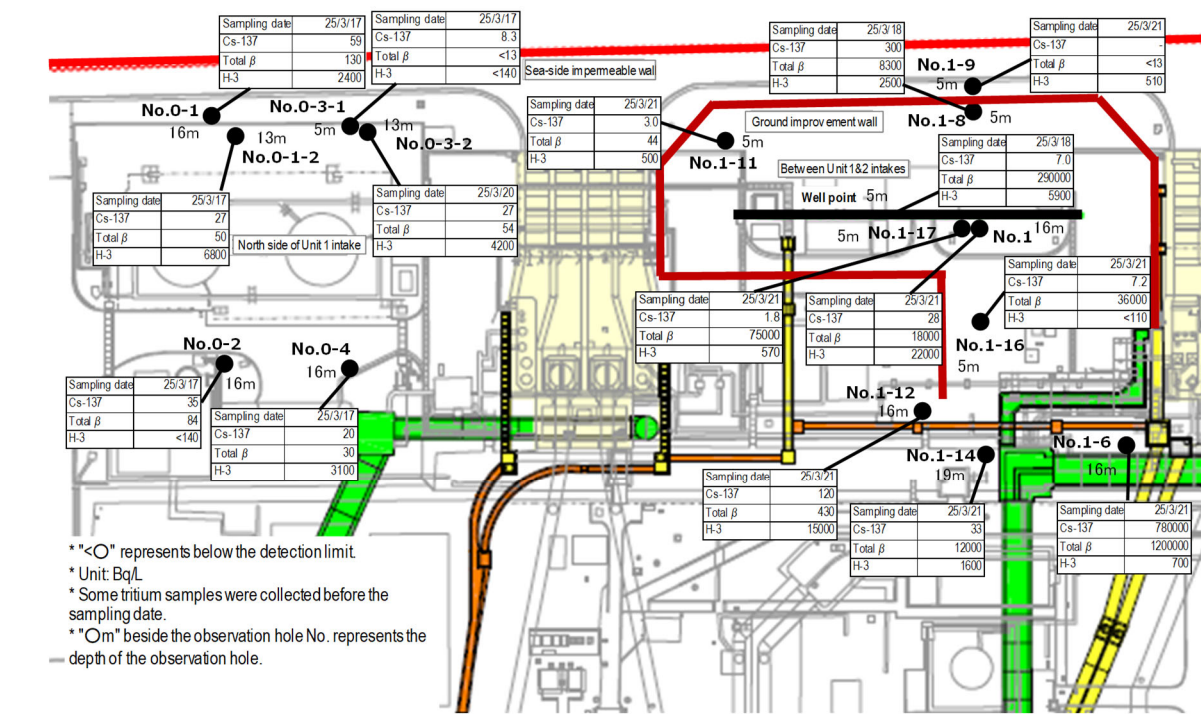 Sampling date 25/3/17
Cs-137 59
Total β 130
H-3 2400
Sampling date 25/3/17
Cs-137 8.3
Total β <13
H-3 <140
Sea-side impermeable wall
Sampling date 25/3/18
Cs-137 300
Total β 8300
H-3 2500
Sampling date 25/3/21
Cs-137 -
Total β <13
H-3 510
No.1-9
5m
No.0-1
16m
No.0-3-1
5m
13m
No.0-3-2
13m
No.0-1-2
Sampling date 25/3/21
Cs-137 3.0
Total β 44
H-3 500
5m
No.1-11
Ground improvement wall
No.1-8
5m
Sampling date 25/3/18
Cs-137 7.0
Total β 290000
H-3 5900
Between Unit 1&2 intakes
Well point 5m
Sampling date 25/3/17
Cs-137 27
Total β 50
H-3 6800
North side of Unit 1 intake
Sampling date 25/3/20
Cs-137 27
Total β 54
H-3 4200
5m No.1-17
No.1
16m
Sampling date 25/3/21
Cs-137 7.2
Total β 36000
H-3 <110
Sampling date 25/3/21
Cs-137 1.8
Total β 75000
H-3 570
Sampling date 25/3/21
Cs-137 28
Total β 18000
H-3 22000
No.1-16
5m
No.0-2
16m
No.0-4
16m
Sampling date 25/3/17
Cs-137 35
Total β 84
H-3 <140
Sampling date 25/3/17
Cs-137 20
Total β 30
H-3 3100
No.1-12
16m
No.1-14
19m
No.1-6
16m
Sampling date 25/3/21
Cs-137 120
Total β 430
H-3 15000
Sampling date 25/3/21
Cs-137 33
Total β 12000
H-3 1600
Sampling date 25/3/21
Cs-137 780000
Total β 1200000
H-3 700
* "<○" represents below the detection limit.
* Unit: Bq/L
* Some tritium samples were collected before the
sampling date.
* "○m" beside the observation hole No. represents the
depth of the observation hole.